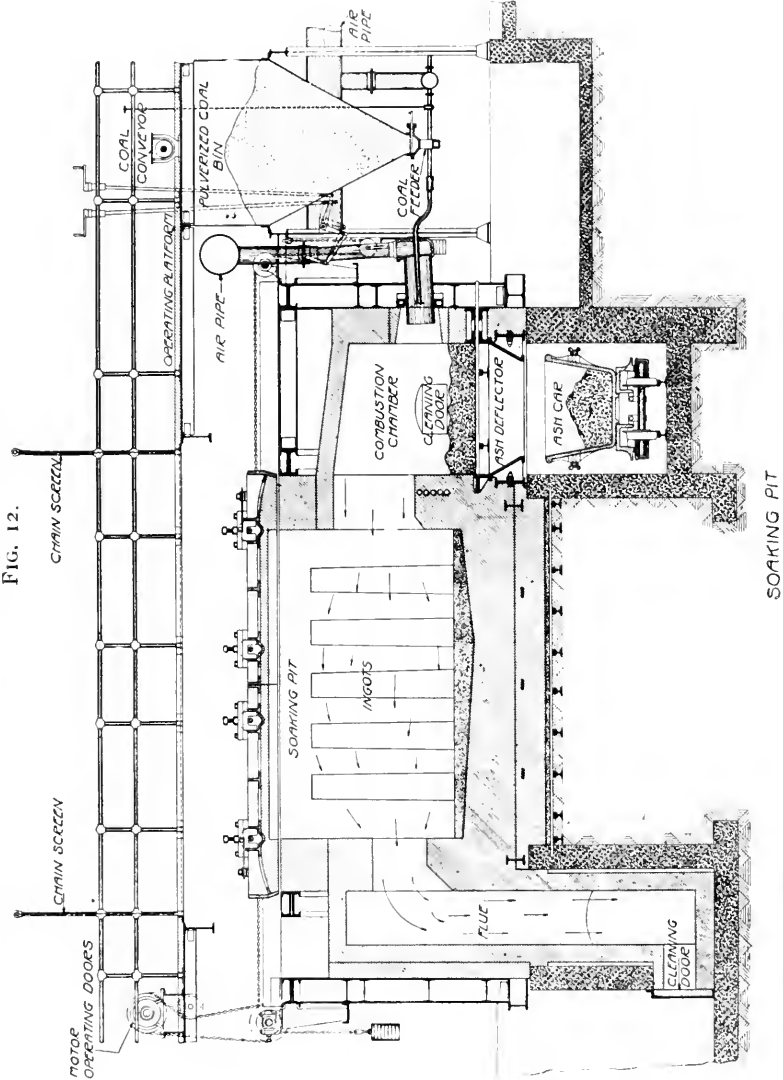 FIG. 12.
MOTOR
OPERATING DOORS
CHAIN SCREEN
CHAIN SCREEN
OPERATING PLATFORM
COAL
CONVEYOR
PULVERIZED COAL
BIN
AIR
PIPE
AIR PIPE
COAL
FEEDER
SOAKING PIT
INGOTS
COMBUSTION
CHAMBER
CLEANING
DOOR
ASH DEFLECTOR
ASH CAR
FLUE
CLEANING
DOOR
SOAKING PIT